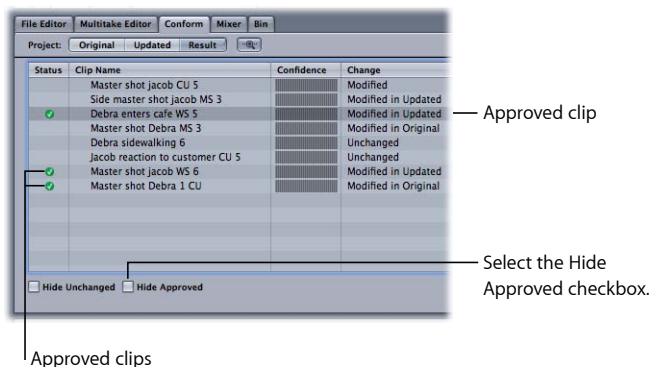 File Editor Multitake Editor Conform Mixer Bin
Project: Original Updated Result
Status Clip Name Confidence Change
Master shot jacob CU 5 Modified
Side master shot jacob MS 3 Modified in Updated
Debra enters cafe WS 5 Modified in Updated
Approved clip
Master shot Debra MS 3 Modified in Original
Debra sidewalking 6 Unchanged
Jacob reaction to customer CU 5 Unchanged
Master shot jacob WS 6 Modified in Updated
Master shot Debra 1 CU Modified in Original
Select the Hide
Approved checkbox.
Hide Unchanged Hide Approved
Approved clips